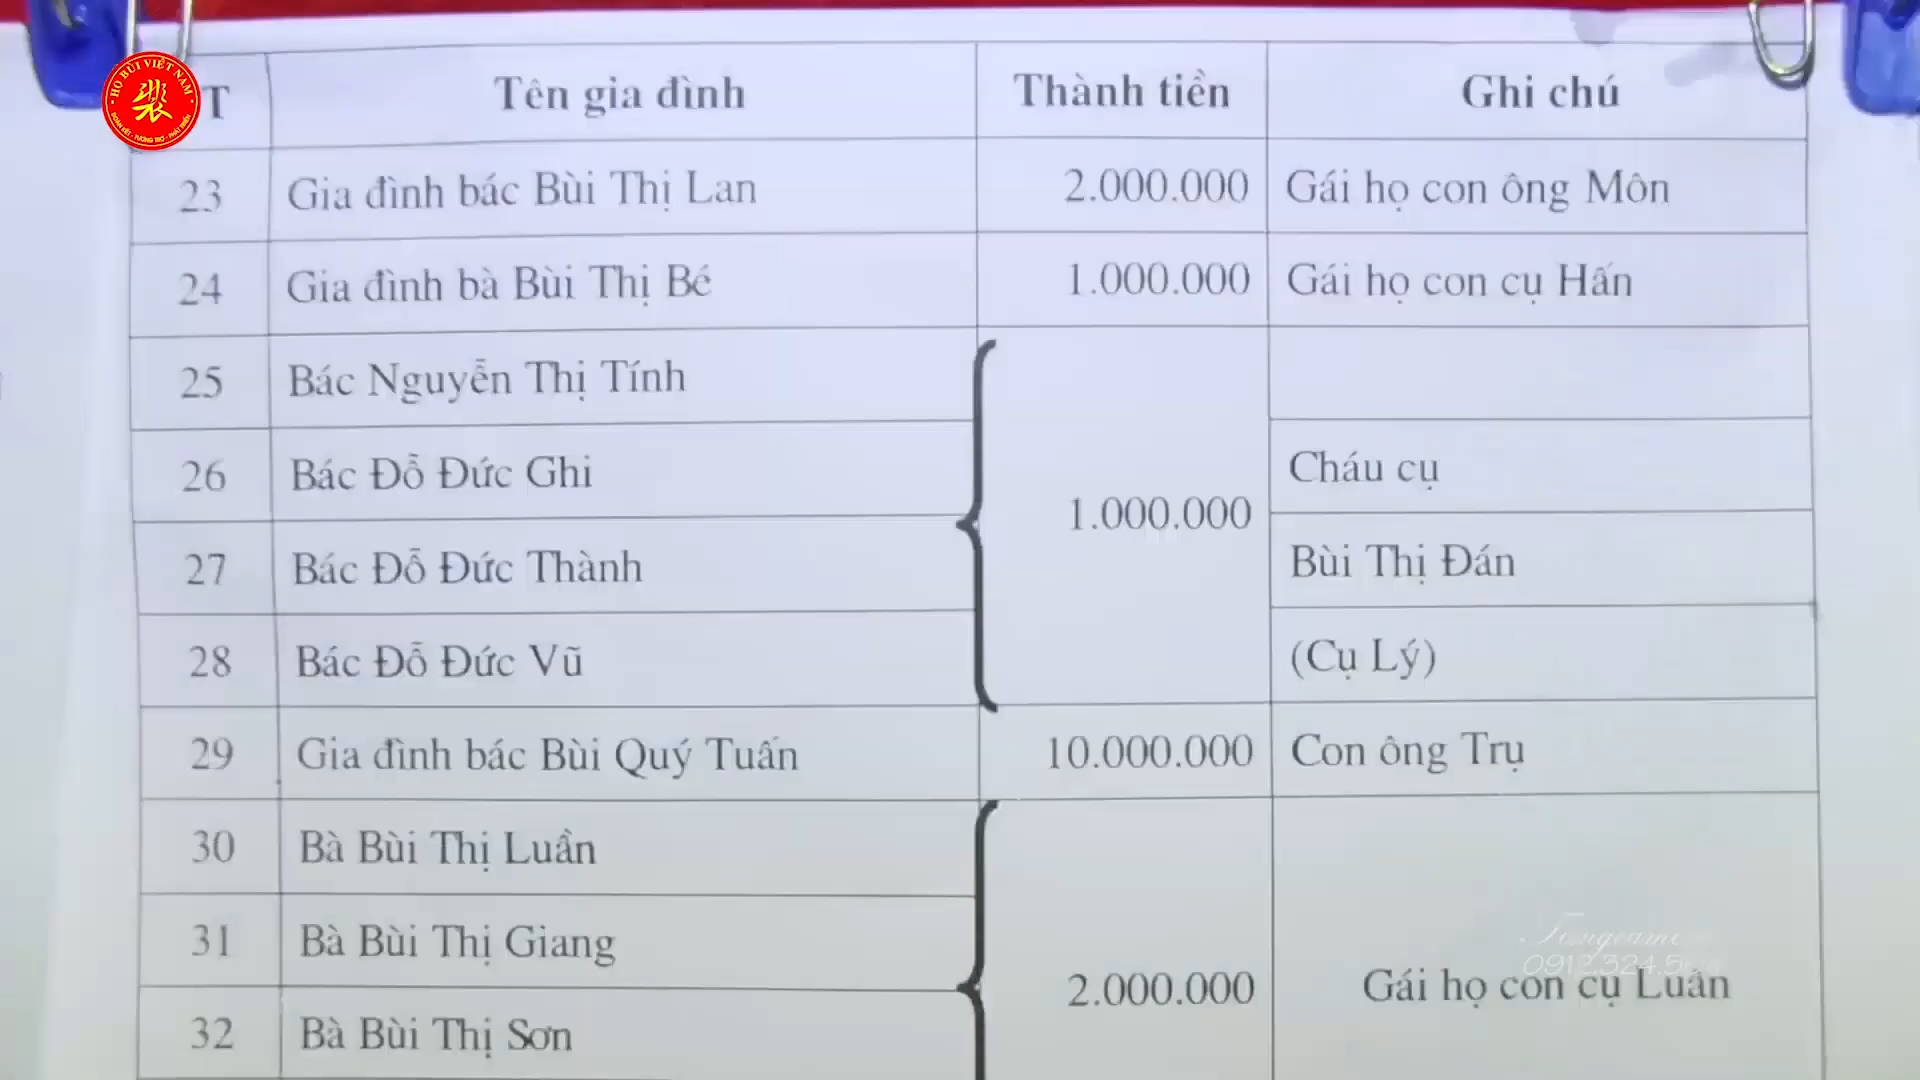 HỌ BÙI VIỆT NAM
T
Tên gia đình
Thành tiền
Ghi chú
23 Gia đình bác Bùi Thị Lan 2.000.000 Gái họ con ông Môn
24 Gia đình bà Bùi Thị Bé 1.000.000 Gái họ con cụ Hấn
25 Bác Nguyễn Thị Tính
26 Bác Đỗ Đức Ghi Cháu cụ
1.000.000
27 Bác Đỗ Đức Thành Bùi Thị Đán
28 Bác Đỗ Đức Vũ (Cụ Lý)
29 Gia đình bác Bùi Quý Tuấn 10.000.000 Con ông Trụ
30 Bà Bùi Thị Luần
31 Bà Bùi Thị Giang
2.000.000 Gái họ con cụ Luân
32 Bà Bùi Thị Sơn